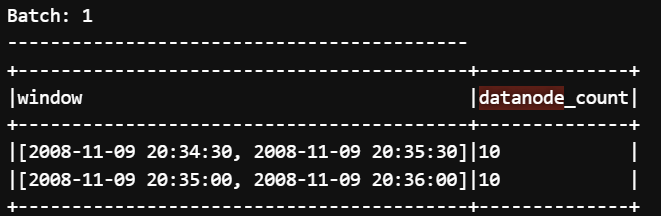 Batch: 1
-------------------------------------------
+------------------------------------------+--------------+
|window                                    |datanode_count|
+------------------------------------------+--------------+
|[2008-11-09 20:34:30, 2008-11-09 20:35:30]|10            |
|[2008-11-09 20:35:00, 2008-11-09 20:36:00]|10            |
+------------------------------------------+--------------+